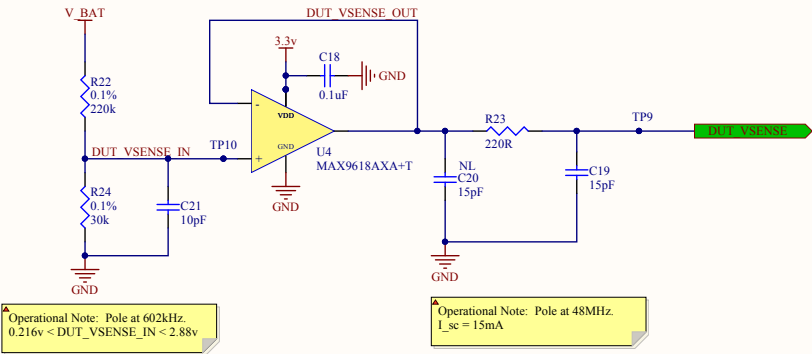 V_BAT
DUT_VSENSE_OUT
3.3v
C18
GND
0.1uF
R22
0.1%
220k
-
VDD
R23
220R
TP9
DUT_VSENSE
DUT_VSENSE_IN
TP10
+
GND
U4
MAX9618AXA+T
NL
C20
15pF
C19
15pF
R24
0.1%
30k
C21
10pF
GND
GND
GND
Operational Note: Pole at 602kHz.
0.216v < DUT_VSENSE_IN < 2.88v
Operational Note: Pole at 48MHz.
I_sc = 15mA